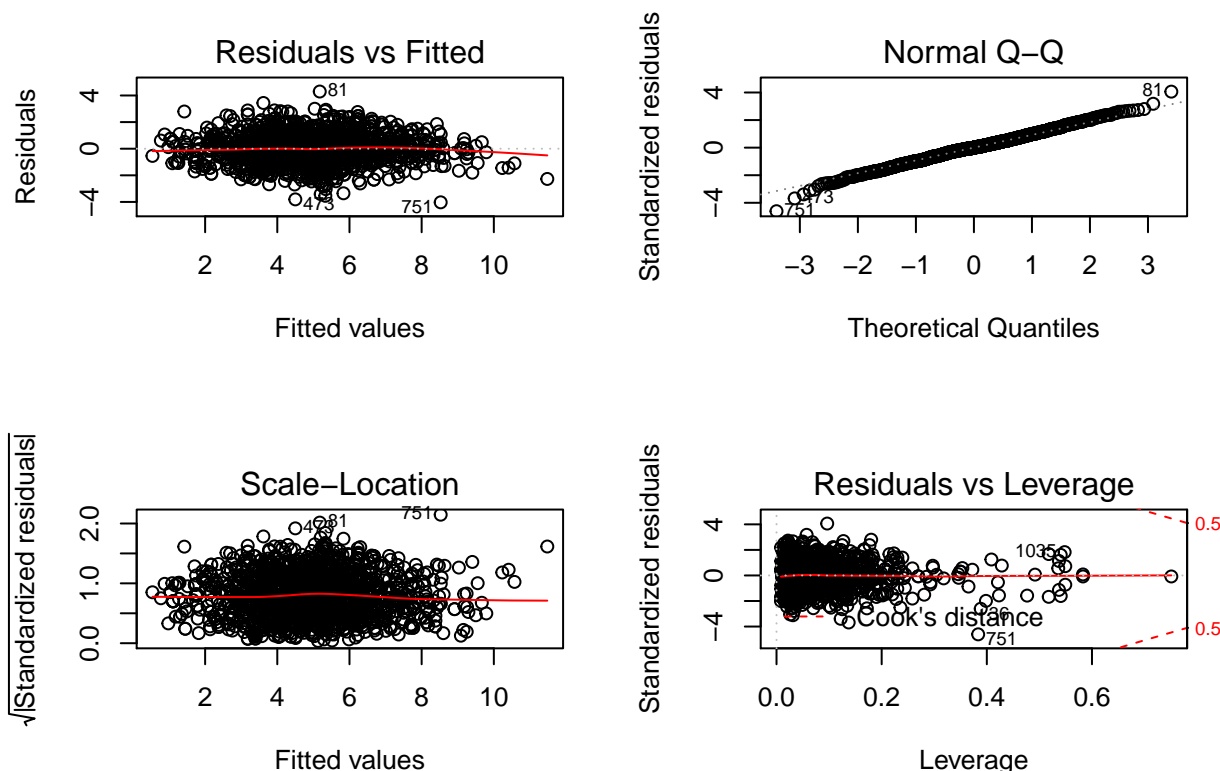 Residuals vs Fitted
Residuals
4
0
−4
81
473
751
2 4 6 8 10
Fitted values
Normal Q−Q
Standardized residuals
4
0
−4
81
473
751
−3 −2 −1 0 1 2 3
Theoretical Quantiles
Scale−Location
√|Standardized residuals|
2.0
1.0
0.0
751
81
473
2 4 6 8 10
Fitted values
Residuals vs Leverage
Standardized residuals
4
0
−4
0.5
1035
36
Cook's distance
0.5
751
0.0 0.2 0.4 0.6
Leverage